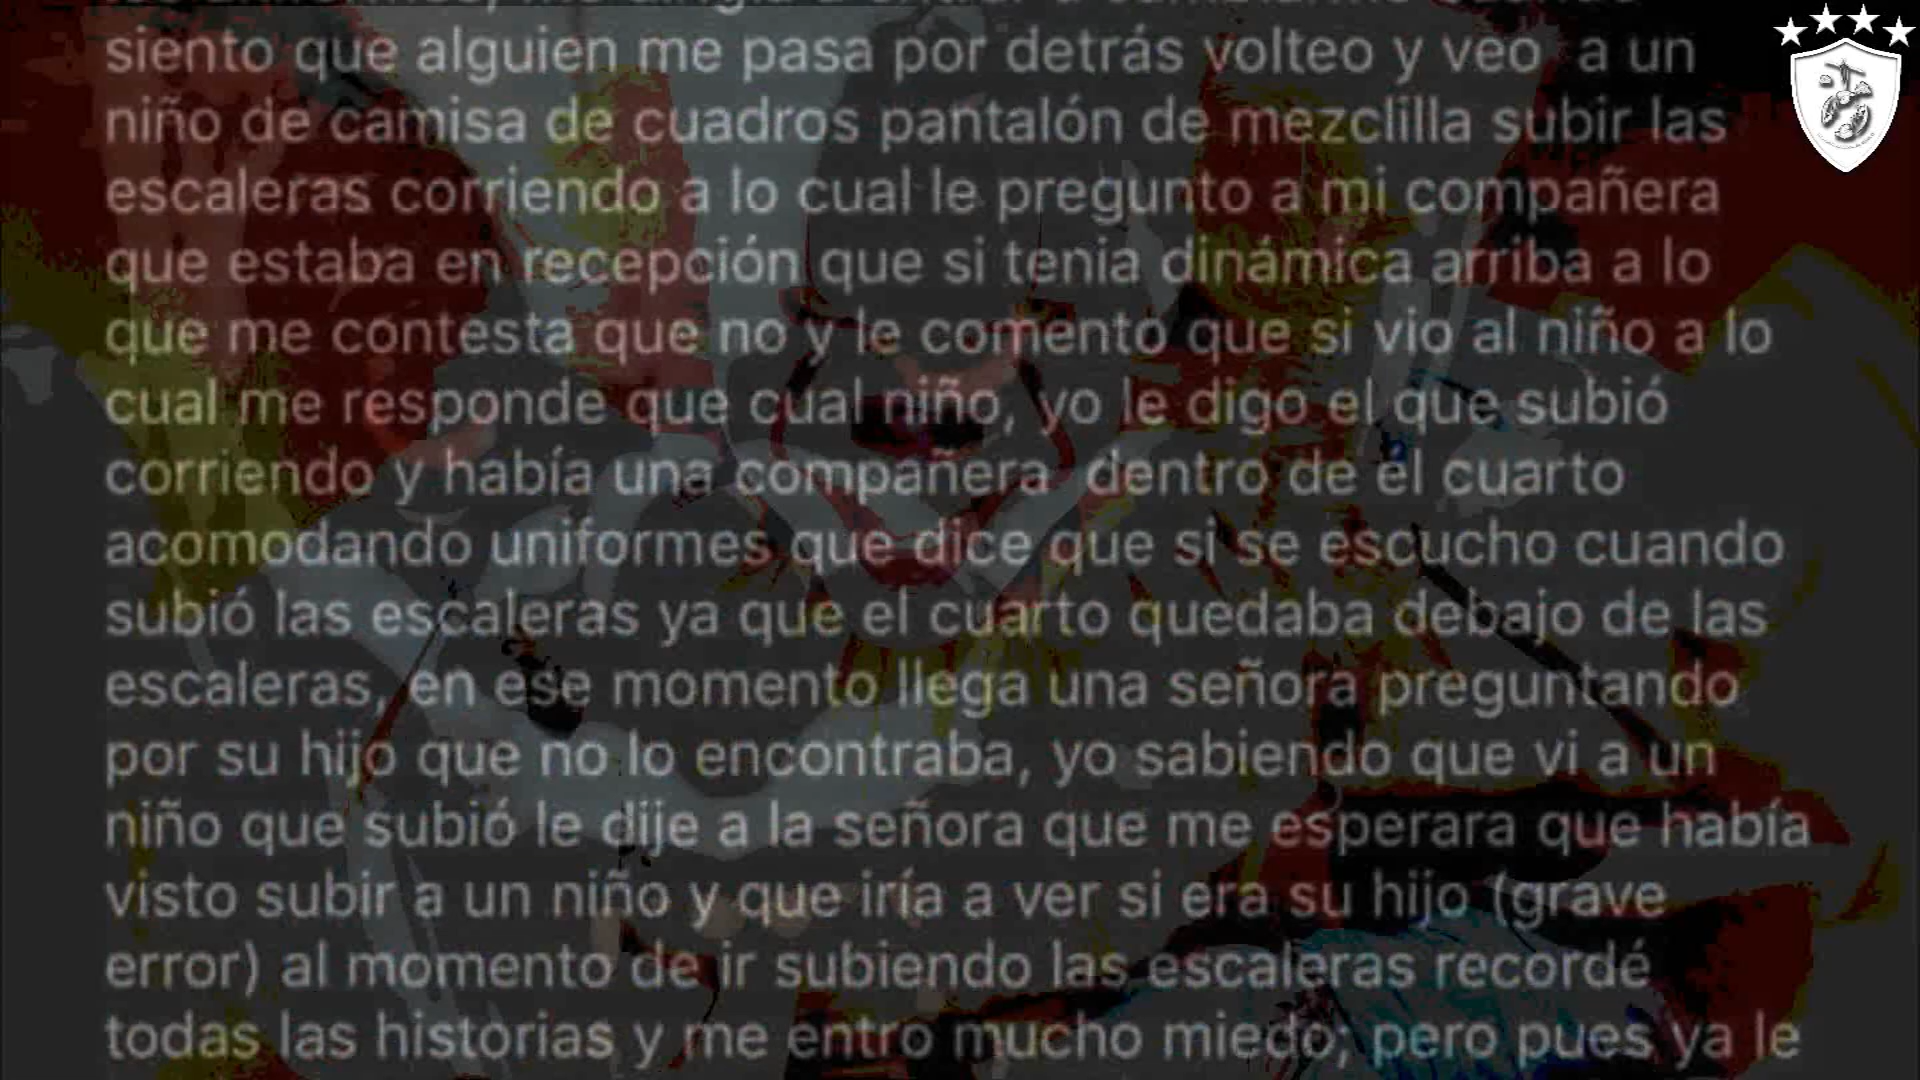 siento que alguien me pasa por detrás volteo y veo a un
niño de camisa de cuadros pantalón de mezclilla subir las
escaleras corriendo a lo cual le pregunto a mi compañera
que estaba en recepción que si tenia dinámica arriba a lo
que me contesta que no y le comento que si vio al niño a lo
cual me responde que cual niño, yo le digo el que subió
corriendo y había una compañera dentro de el cuarto
acomodando uniformes que dice que si se escucho cuando
subió las escaleras ya que el cuarto quedaba debajo de las
escaleras, en ese momento llega una señora preguntando
por su hijo que no lo encontraba, yo sabiendo que vi a un
niño que subió le dije a la señora que me esperara que había
visto subir a un niño y que iría a ver si era su hijo (grave
error) al momento de ir subiendo las escaleras recordé
todas las historias y me entro mucho miedo; pero pues ya le